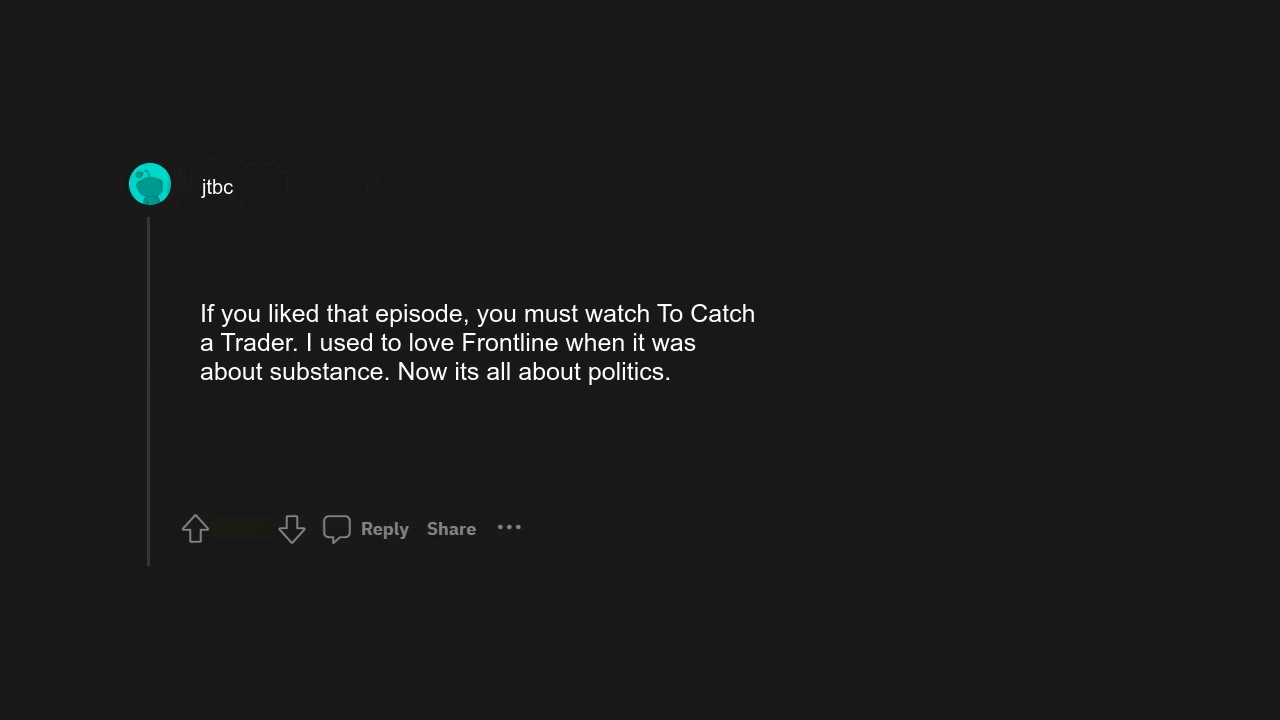 jtbc
If you liked that episode, you must watch To Catch
a Trader. I used to love Frontline when it was
about substance. Now its all about politics.
Reply Share